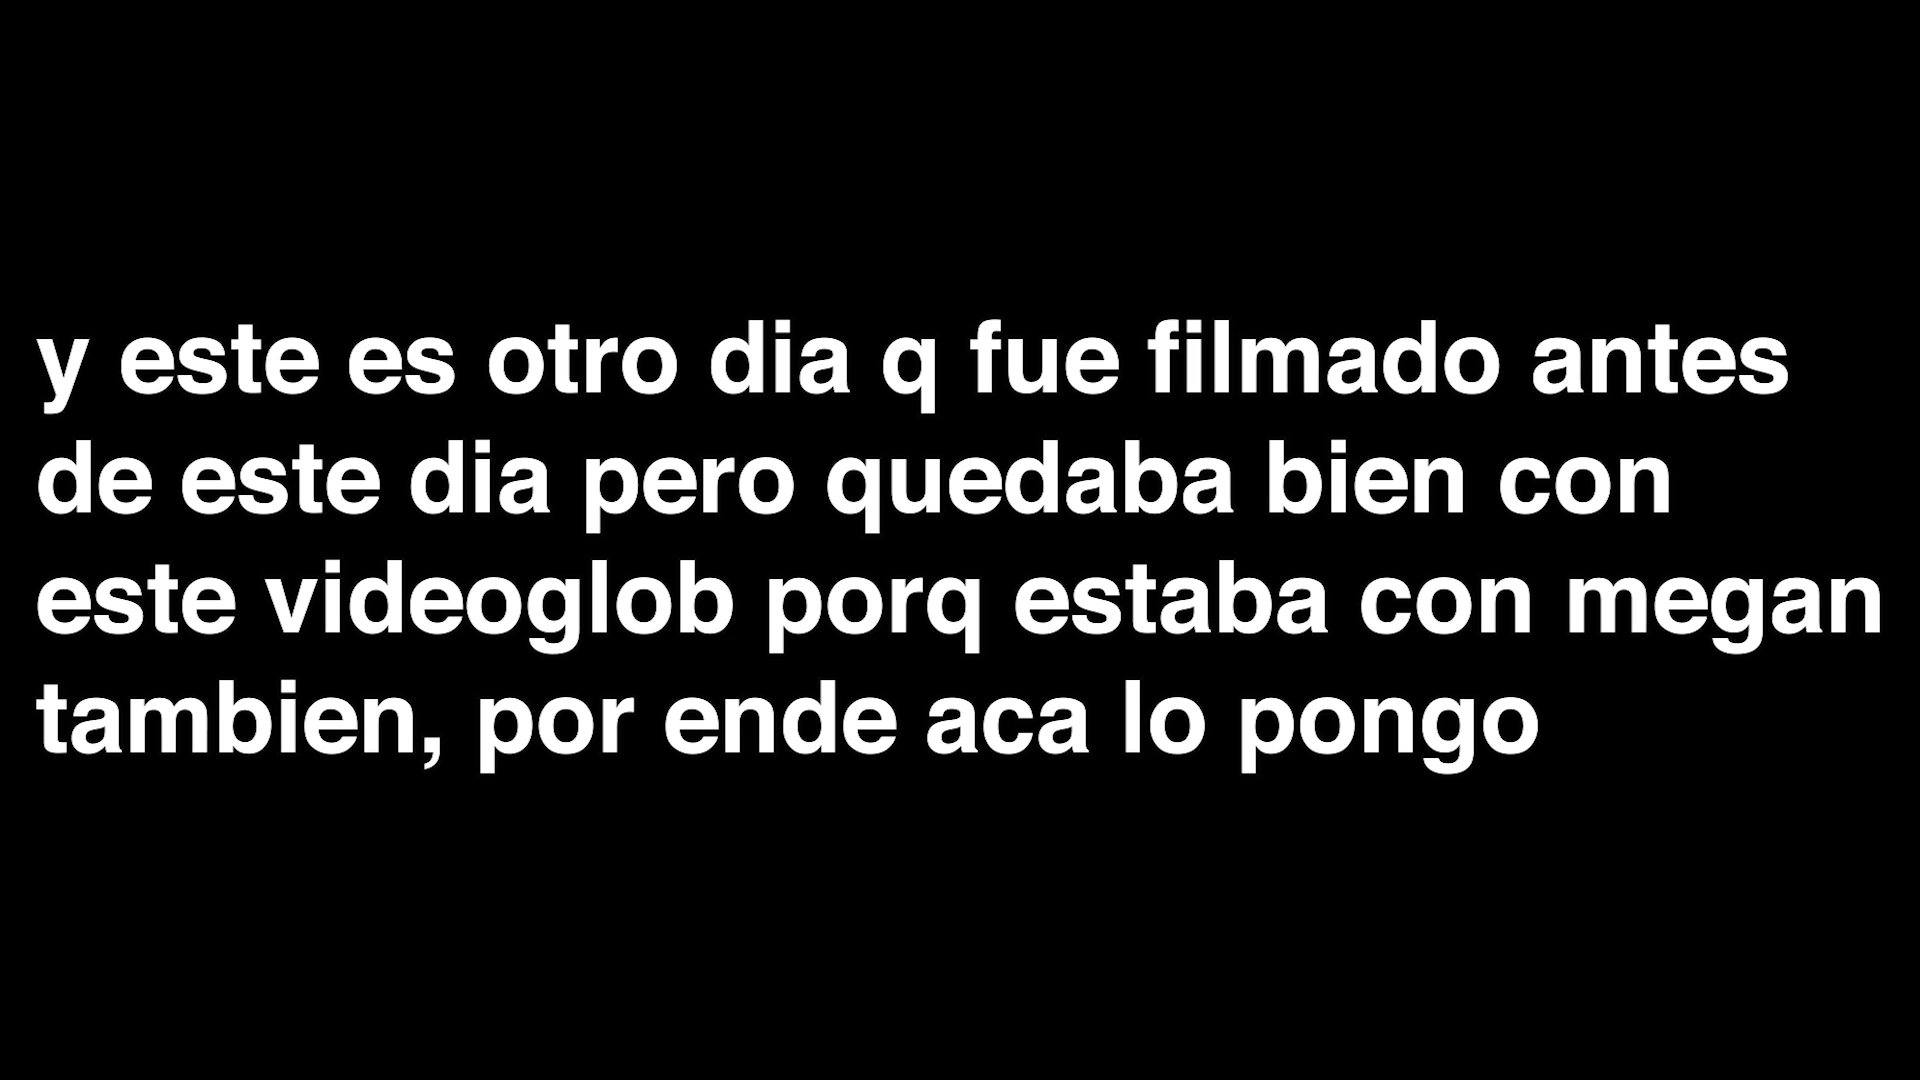 y este es otro dia q fue filmado antes
de este dia pero quedaba bien con
este videoglob porq estaba con megan
tambien, por ende aca lo pongo